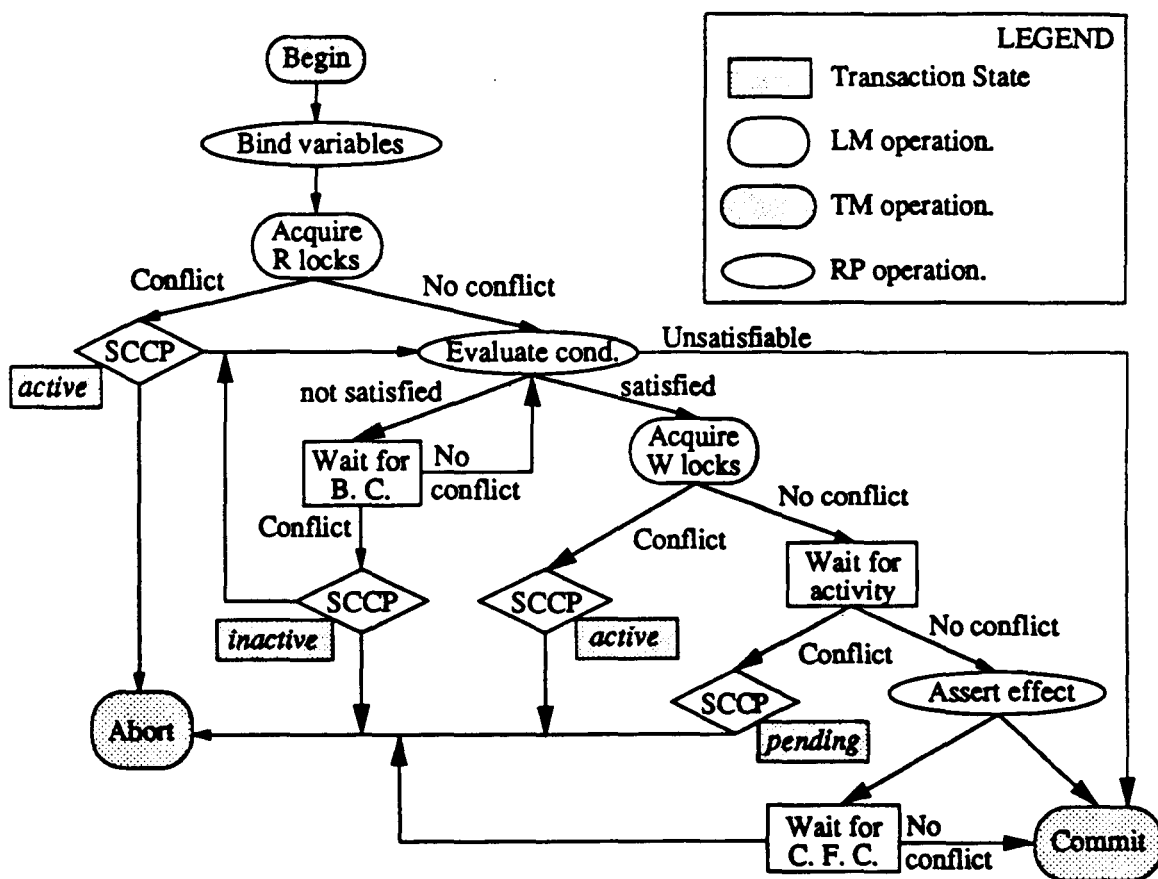 LEGEND
Transaction State
LM operation.
TM operation.
RP operation.
Begin
Bind variables
Acquire
R locks
Conflict
No conflict
SCCP
active
Evaluate cond.
Unsatisfiable
not satisfied
satisfied
Wait for
B. C.
No
conflict
Acquire
W locks
Conflict
No conflict
Conflict
Wait for
activity
SCCP
inactive
SCCP
active
No conflict
Conflict
SCCP
pending
Assert effect
Abort
Wait for
C. F. C.
No
conflict
Commit